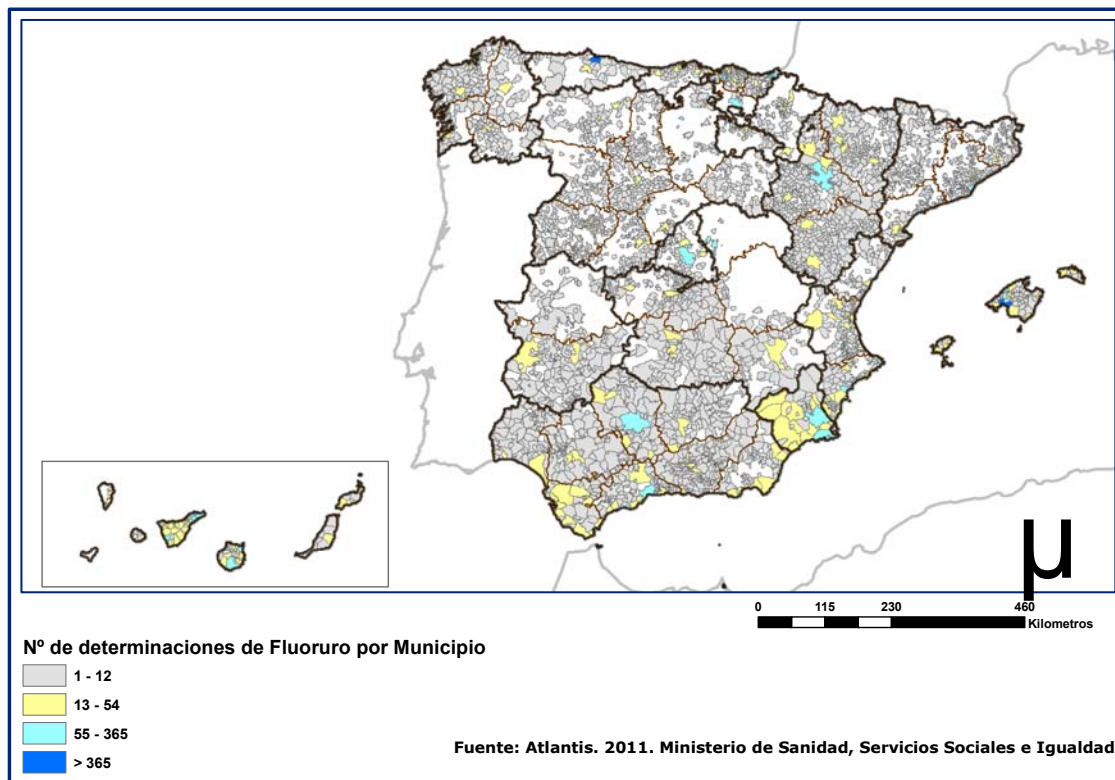 µ
0 115 230 460
Kilometros
Nº de determinaciones de Fluoruro por Municipio
1 - 12
13 - 54
55 - 365
> 365
Fuente: Atlantis. 2011. Ministerio de Sanidad, Servicios Sociales e Igualdad